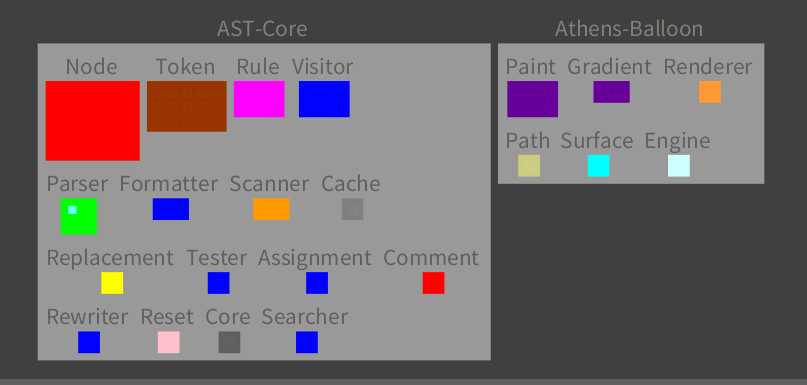 AST-Core
Node Token Rule Visitor
Parser Formatter Scanner Cache
Replacement Tester Assignment Comment
Rewriter Reset Core Searcher
Athens-Balloon
Paint Gradient Renderer
Path Surface Engine